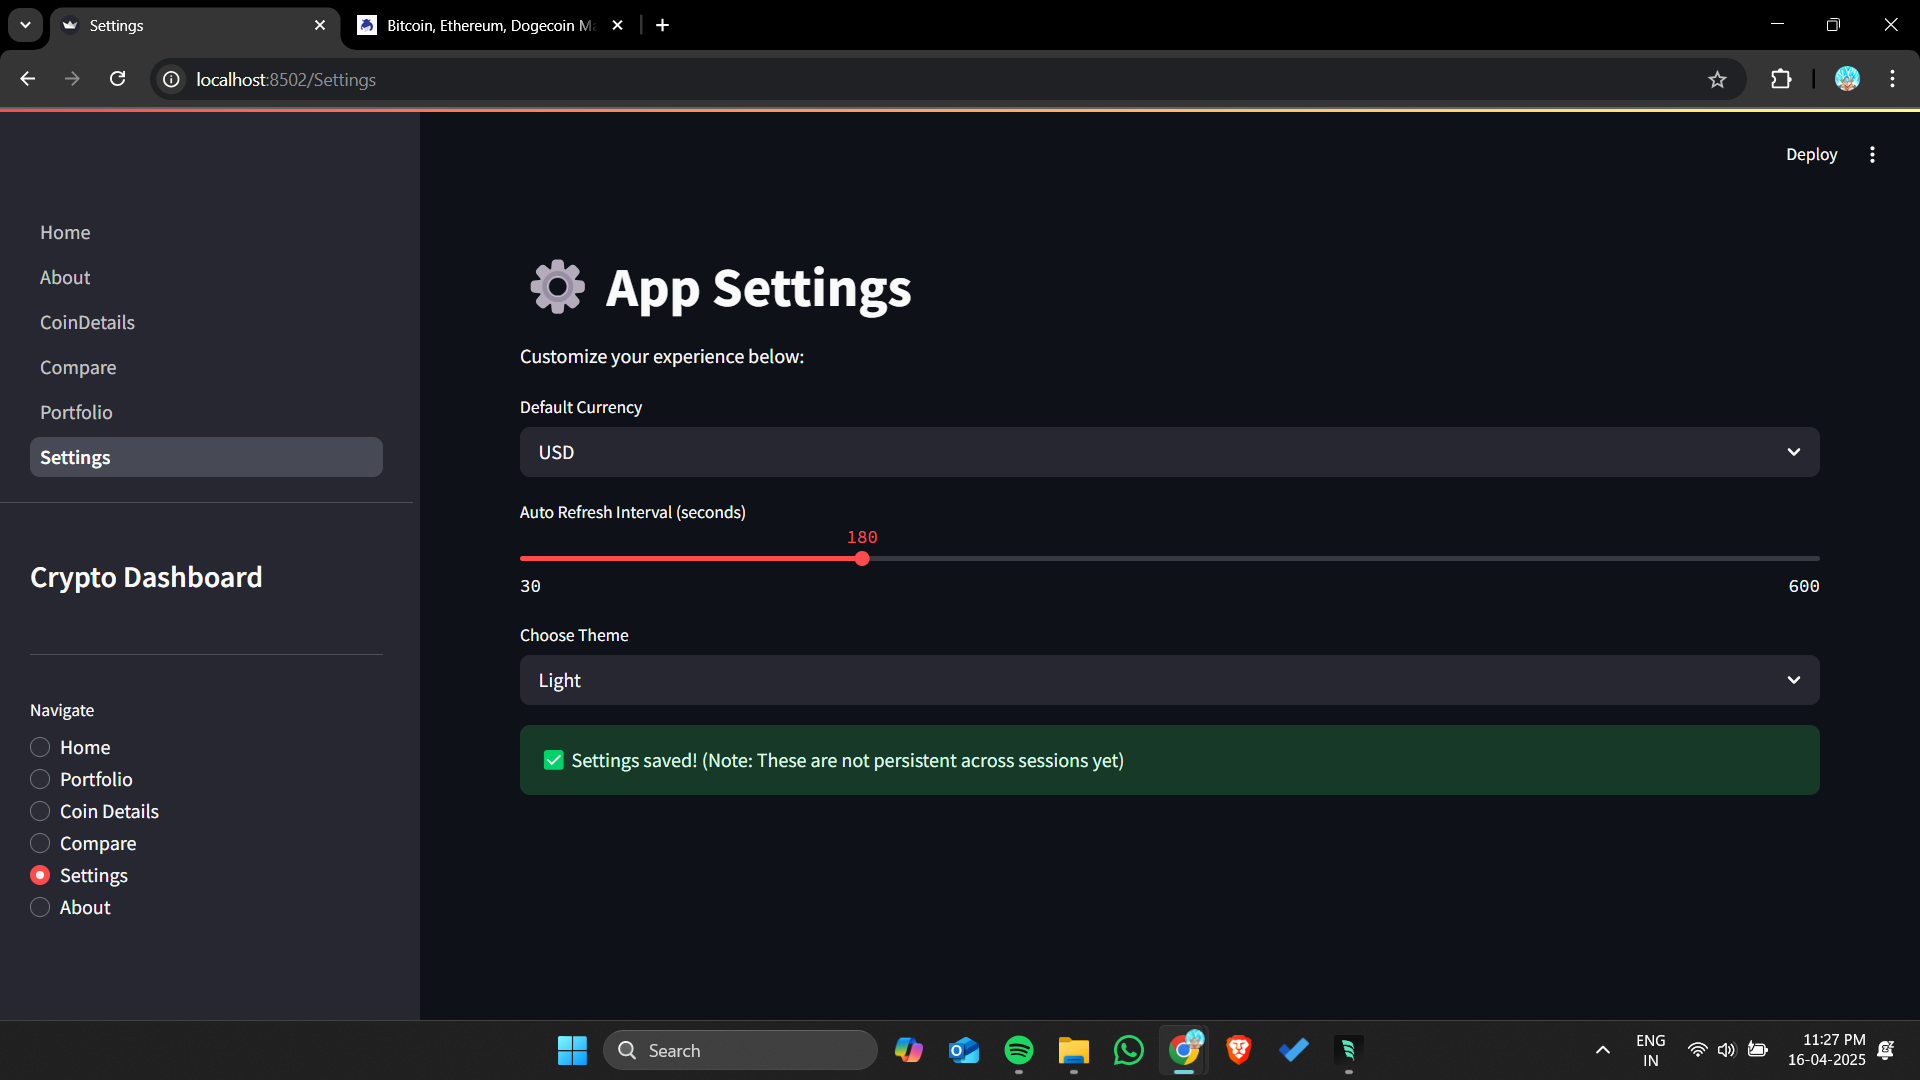 Settings
Bitcoin, Ethereum, Dogecoin
localhost:8502/Settings
Deploy
Home
About
CoinDetails
Compare
Portfolio
Settings
Crypto Dashboard
Navigate
Home
Portfolio
Coin Details
Compare
Settings
About
App Settings
Customize your experience below:
Default Currency
USD
Auto Refresh Interval (seconds)
180
30
600
Choose Theme
Light
Settings saved! (Note: These are not persistent across sessions yet)
Search
ENG
IN
11:27 PM
16-04-2025